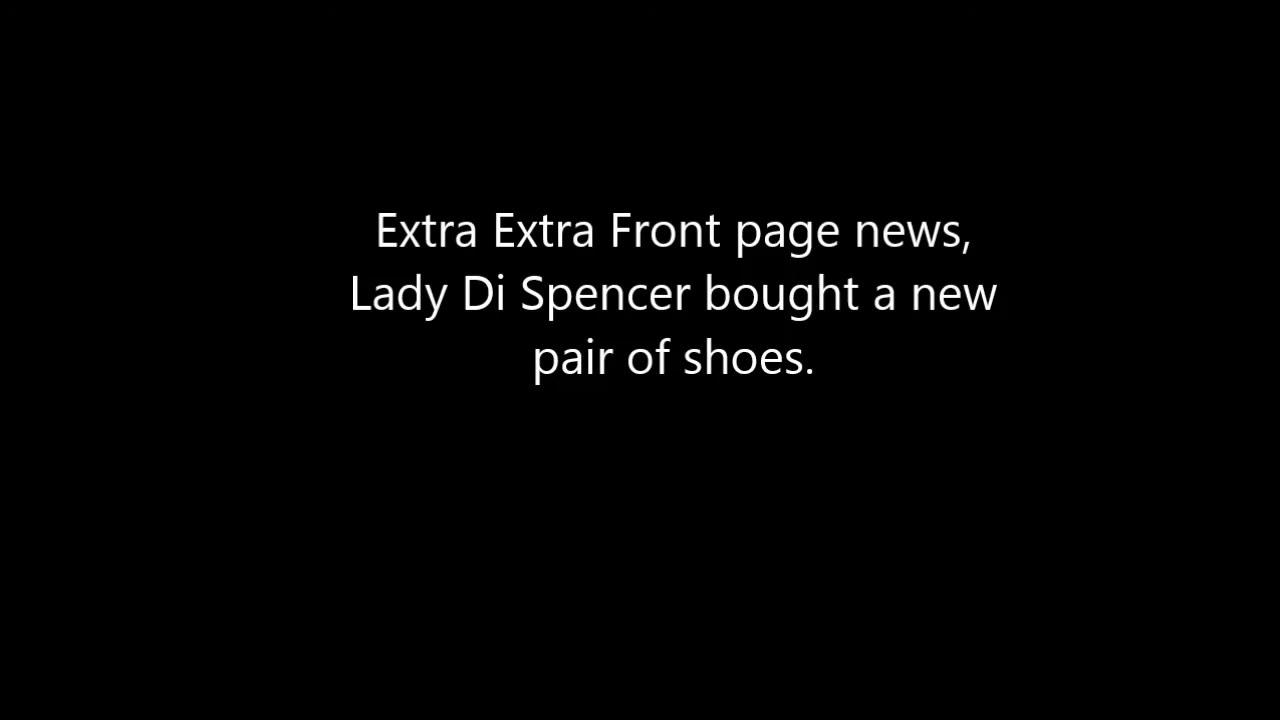 Extra Extra Front page news,
Lady Di Spencer bought a new
pair of shoes.